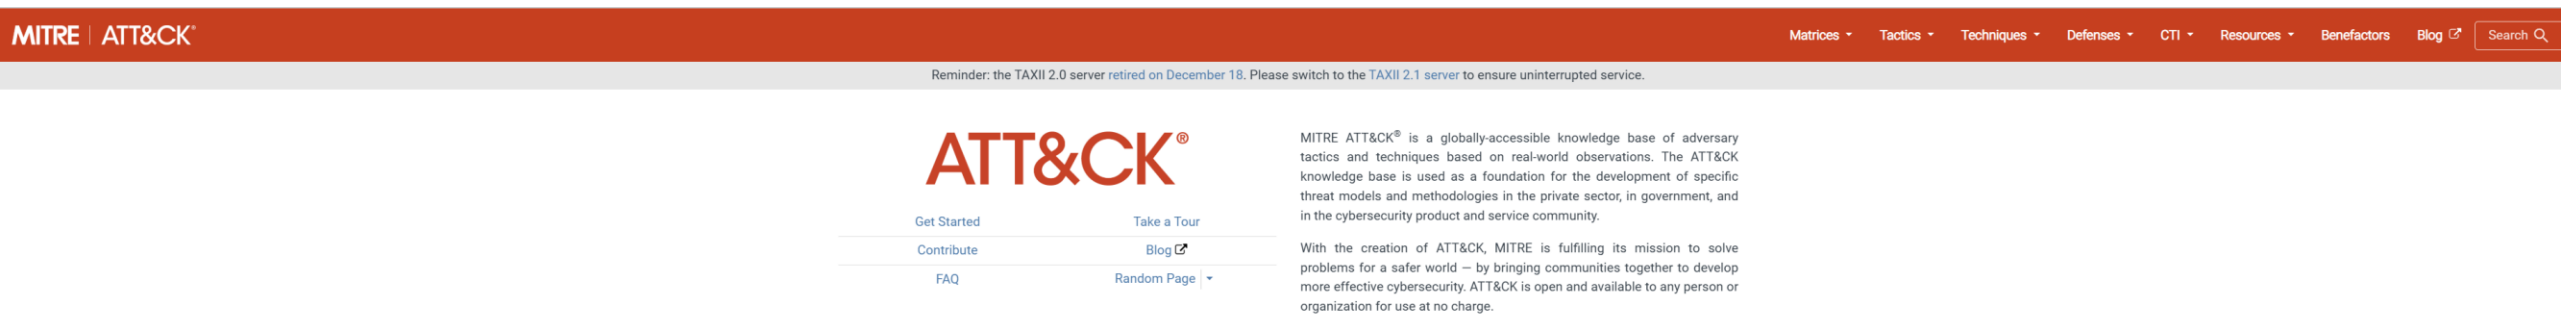 MITRE | ATT&CK®
Matrices Tactics Techniques Defenses CTI Resources Benefactors Blog Search
Reminder: the TAXII 2.0 server retired on December 18. Please switch to the TAXII 2.1 server to ensure uninterrupted service.
ATT&CK®
Get Started Take a Tour
Contribute Blog
FAQ Random Page
MITRE ATT&CK® is a globally-accessible knowledge base of adversary
tactics and techniques based on real-world observations. The ATT&CK
knowledge base is used as a foundation for the development of specific
threat models and methodologies in the private sector, in government, and
in the cybersecurity product and service community.
With the creation of ATT&CK, MITRE is fulfilling its mission to solve
problems for a safer world — by bringing communities together to develop
more effective cybersecurity. ATT&CK is open and available to any person or
organization for use at no charge.